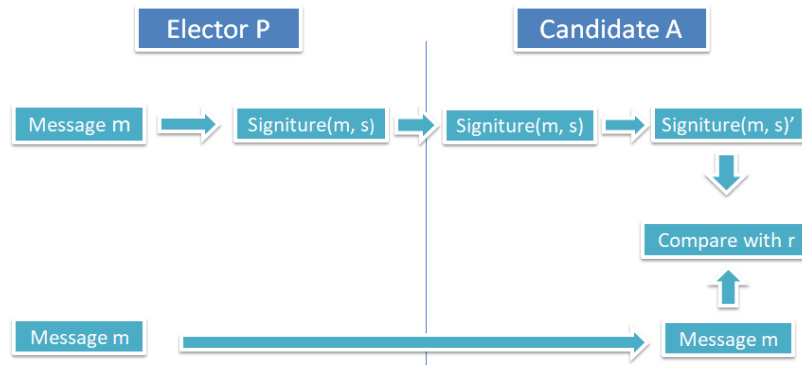 Elector P
Candidate A
Message m
Signiture(m, s)
Signiture(m, s)
Signiture(m, s)’
Compare with r
Message m
Message m